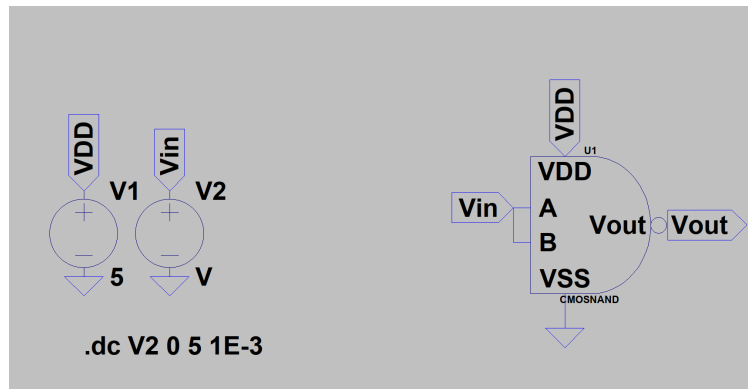 VDD
Vin
V1
V2
5
V
.dc V2 0 5 1E-3
VDD
U1
VDD
Vin
A
B
Vout
Vout
VSS
CMOSNAND